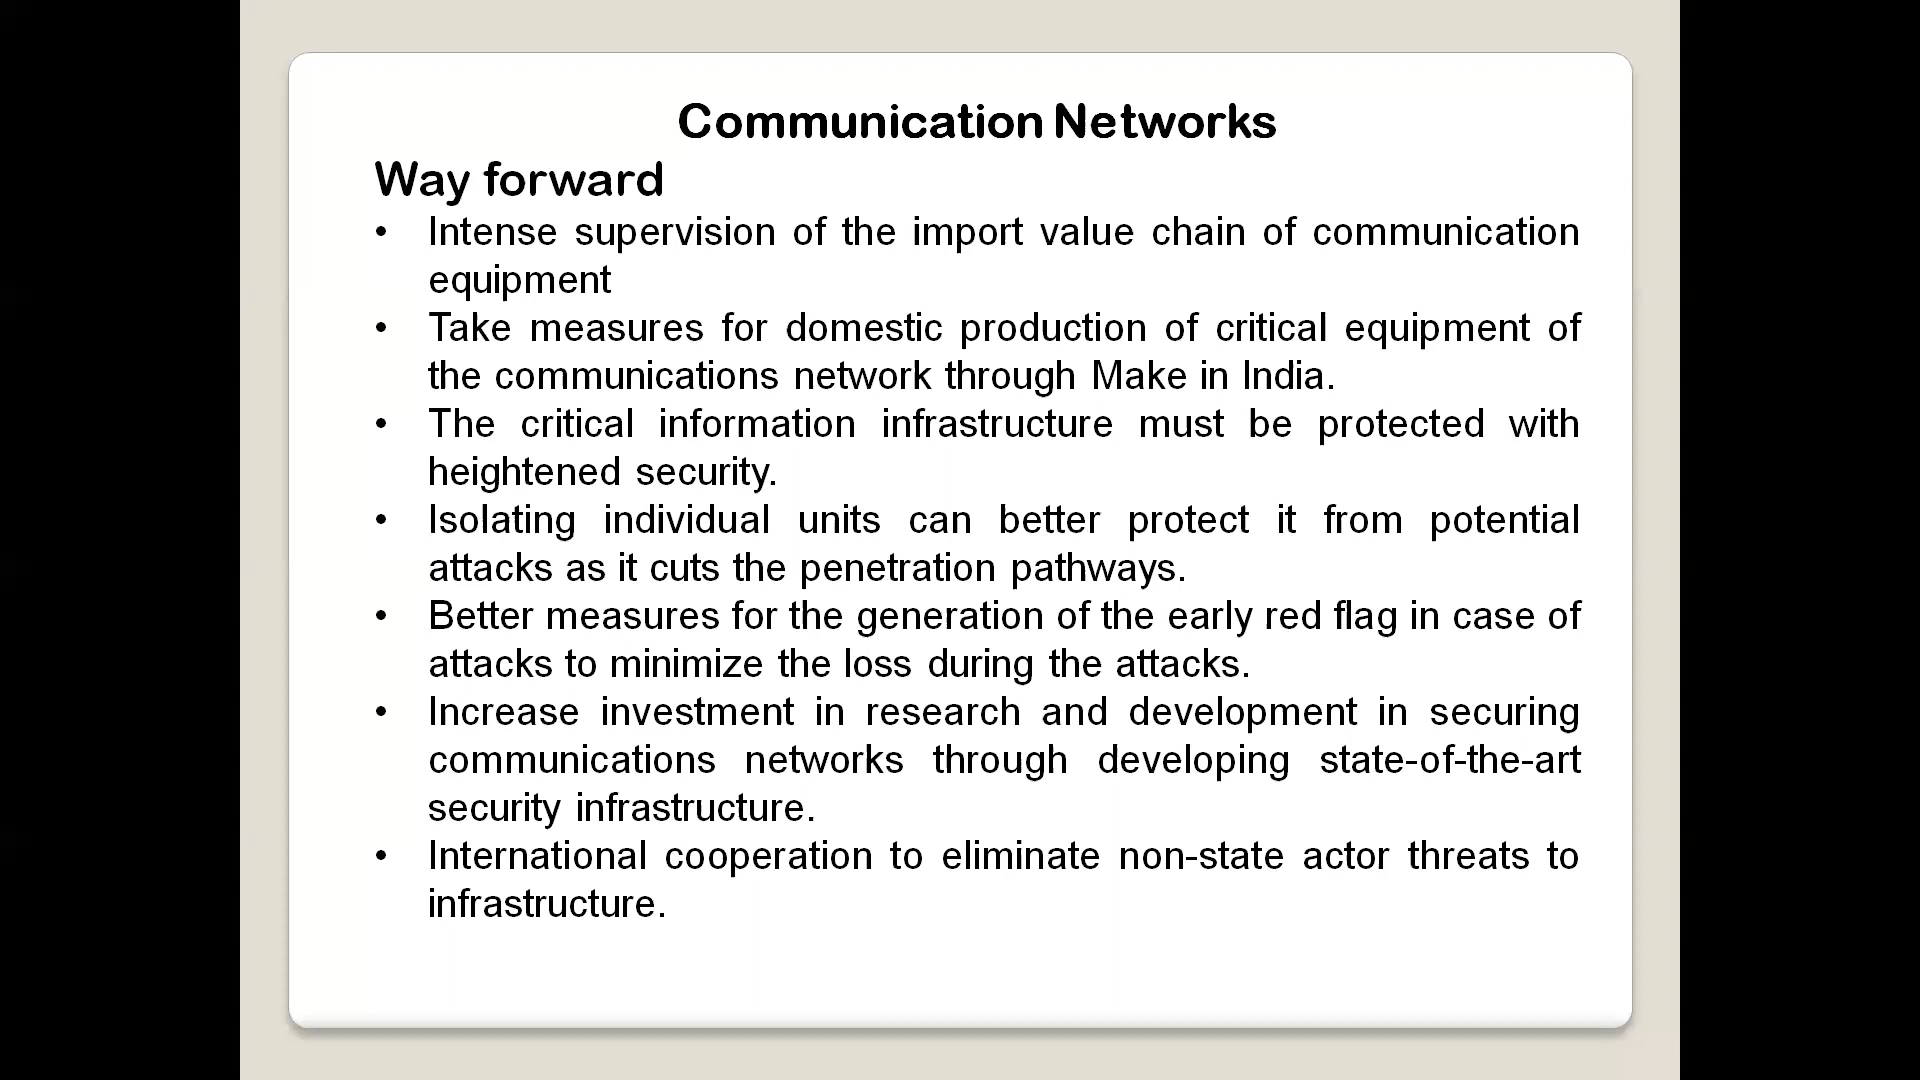 Communication Networks
Way forward
• Intense supervision of the import value chain of communication
equipment
• Take measures for domestic production of critical equipment of
the communications network through Make in India.
• The critical information infrastructure must be protected with
heightened security.
• Isolating individual units can better protect it from potential
attacks as it cuts the penetration pathways.
• Better measures for the generation of the early red flag in case of
attacks to minimize the loss during the attacks.
• Increase investment in research and development in securing
communications networks through developing state-of-the-art
security infrastructure.
• International cooperation to eliminate non-state actor threats to
infrastructure.